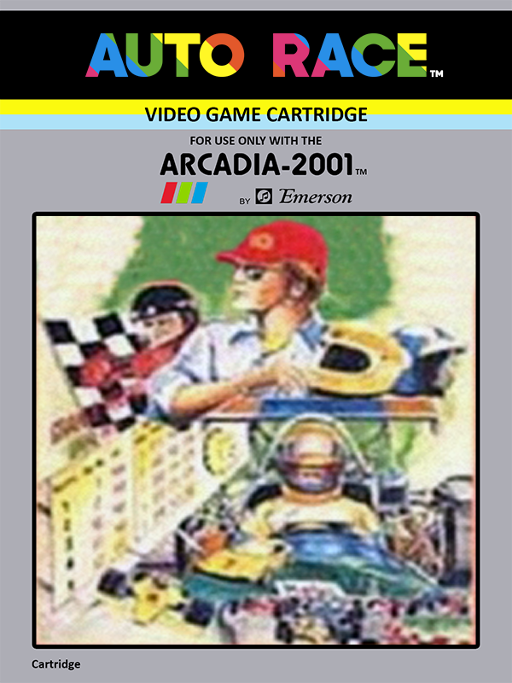 AUTO RACE™
VIDEO GAME CARTRIDGE
FOR USE ONLY WITH THE
ARCADIA-2001™
BY Emerson
Cartridge